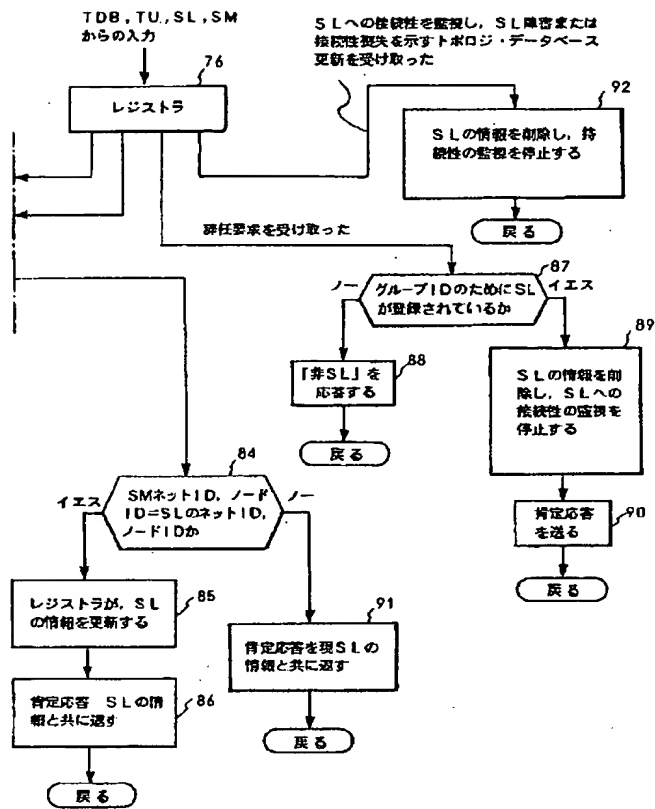 TDB,TU,SL,SM
からの入力
76
レジストラ
SLへの接続性を監視し,SL障害または
接続性喪失を示すトポロジ・データベース
更新を受け取った
92
SLの情報を削除し,持
続性の監視を停止する
戻る
辞任要求を受け取った
87
ノー
グループIDのためにSL
が登録されているか
イエス
88
「非SL」を
応答する
戻る
89
SLの情報を削
除し,SLへの
接続性の監視を
停止する
肯定応答
を送る
90
戻る
84
イエス
SMネットID,ノード
ID=SLのネットID,
ノードIDか
ノー
85
レジストラが,SL
の情報を更新する
86
肯定応答 SLの情
報と共に返す
戻る
91
肯定応答を現SLの
情報と共に返す
戻る